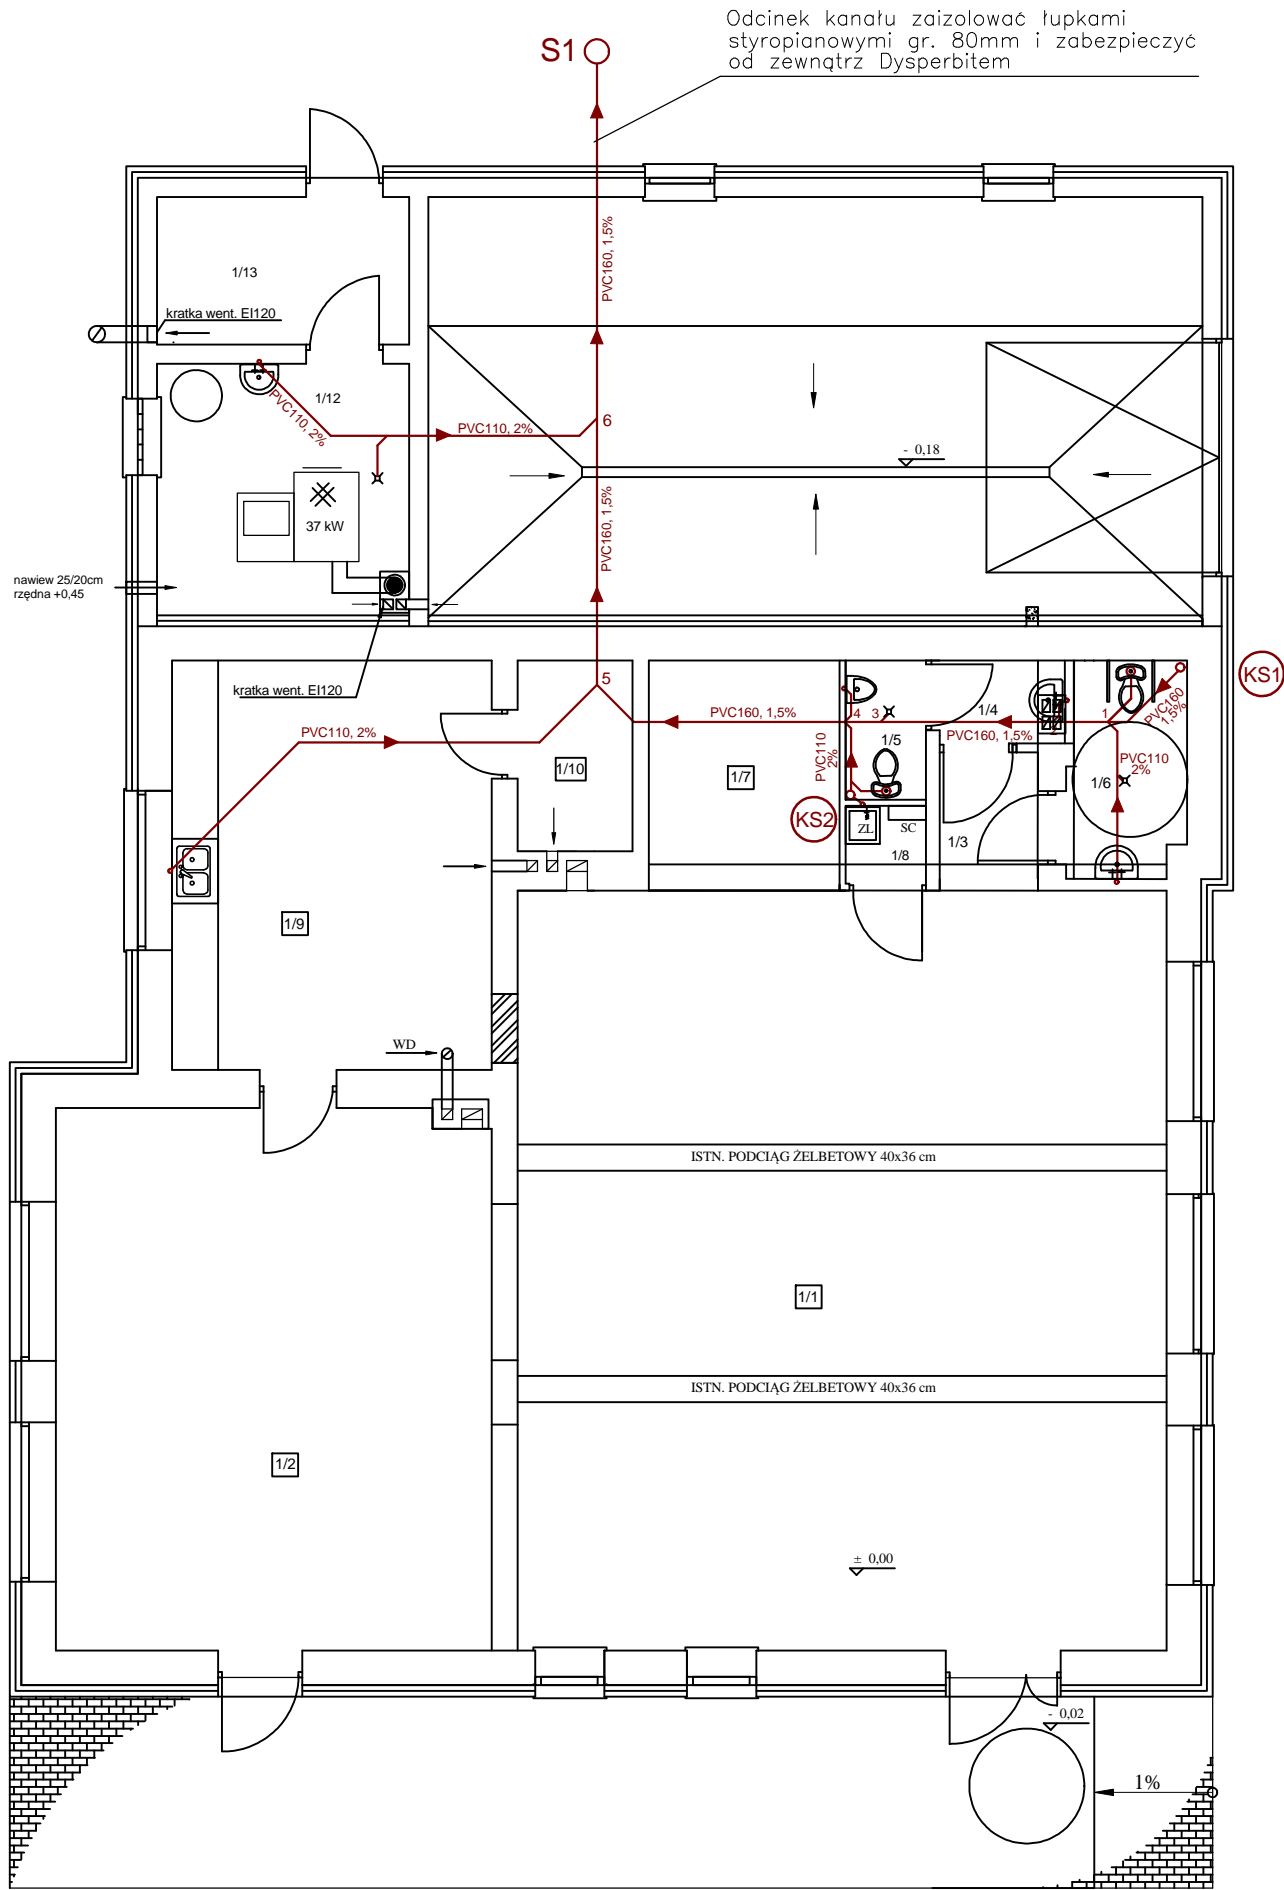 Odcinek kanału zaizolować łupkami
styropianowymi gr. 80mm i zabezpieczyć
od zewnątrz Dysperbitem
S1
PVC160, 1,5%
1/13
kratka went. EI120
1/12
PVC110, 2%
PVC110, 2%
6
- 0,18
PVC160, 1,5%
37 kW
nawiew 25/20cm
rzędna +0,45
kratka went. EI120
5
KS1
PVC160, 1,5%
4
3
1/4
1/5
PVC160, 1,5%
2
1
PVC160
1,5%
PVC110, 2%
PVC110
2%
PVC110
2%
1/10
1/7
1/6
KS2
ZL
SC
1/3
1/8
1/9
WD
ISTN. PODCIĄG ŻELBETOWY 40x36 cm
1/1
ISTN. PODCIĄG ŻELBETOWY 40x36 cm
1/2
± 0,00
- 0,02
1%